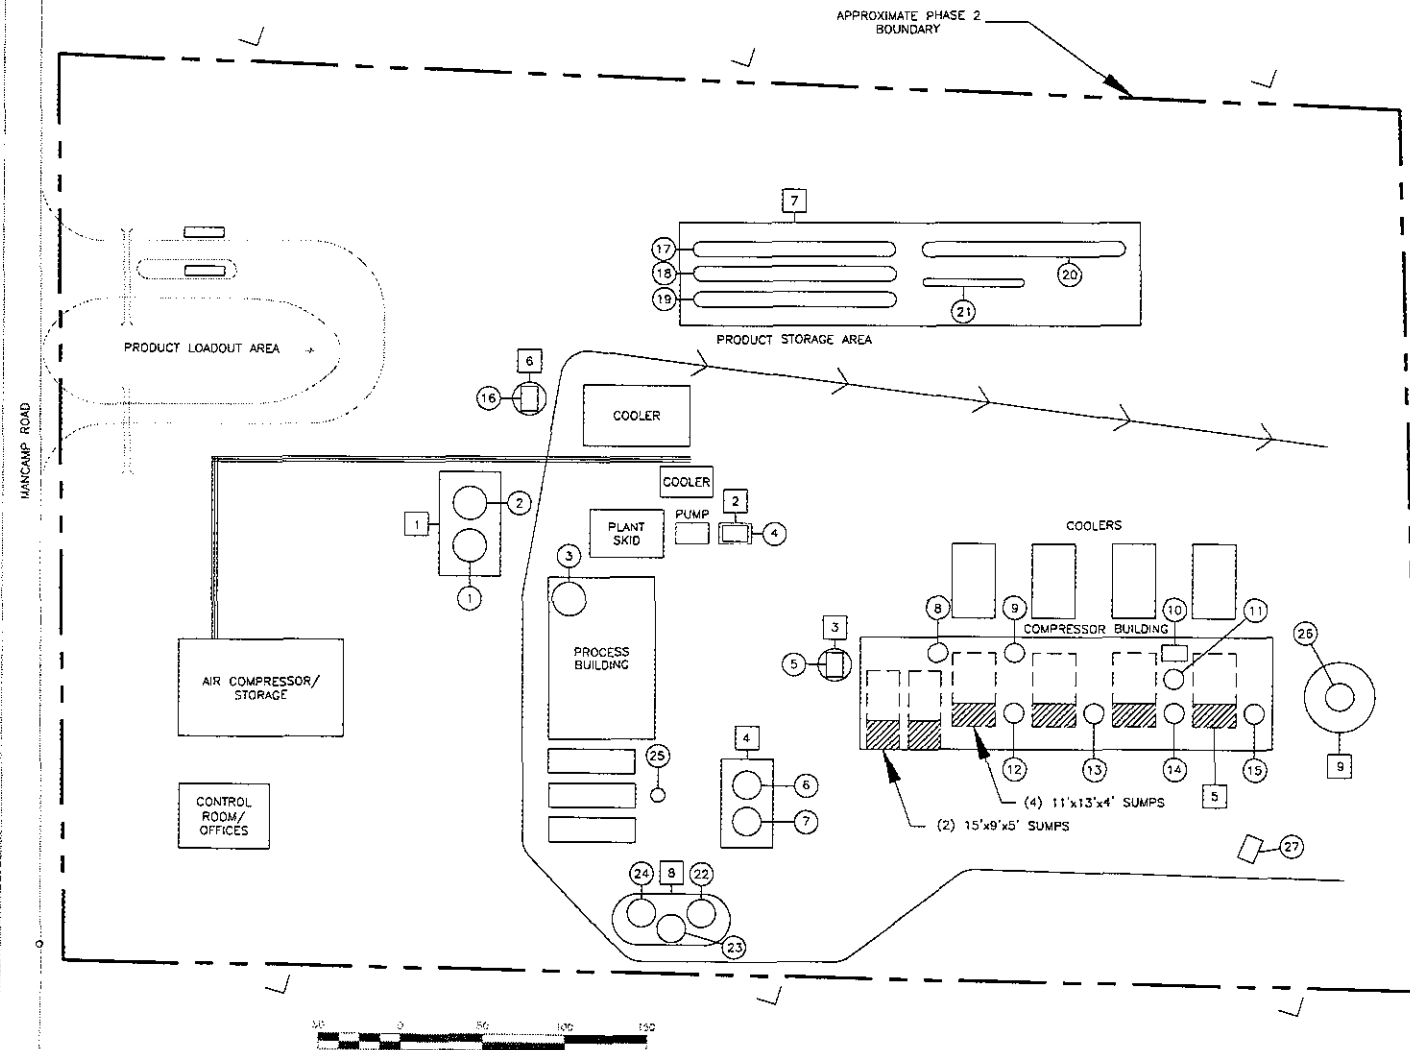 APPROXIMATE PHASE 2
BOUNDARY
7
17
18
19
20
21
PRODUCT STORAGE AREA
PRODUCT LOADOUT AREA
MANCAMP ROAD
6
16
COOLER
COOLER
1
2
1
2
PUMP
4
PLANT
SKID
3
COOLERS
8
9
10
11
COMPRESSOR BUILDING
3
5
26
PROCESS
BUILDING
AIR COMPRESSOR/
STORAGE
4
25
6
7
12
13
14
15
5
9
(4) 11'x13'x4' SUMPS
(2) 15'x9'x5' SUMPS
CONTROL
ROOM/
OFFICES
27
24
8
22
23
50
0
50
100
150